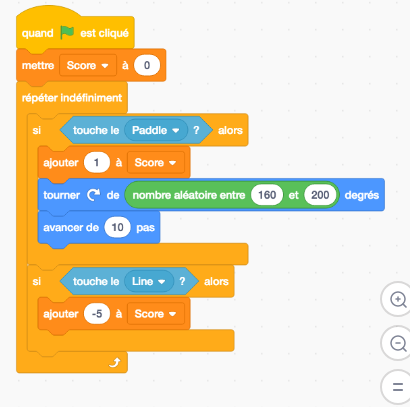 quand est cliqué
mettre Score à 0
répéter indéfiniment
si touche le Paddle ? alors
ajouter 1 à Score
tourner de nombre aléatoire entre 160 et 200 degrés
avancer de 10 pas
si touche le Line ? alors
ajouter -5 à Score